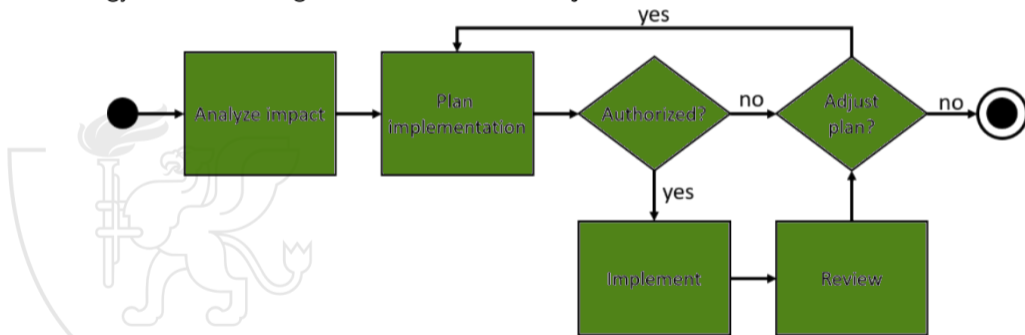 yes
Analyze impact
Plan
implementation
Authorized?
no
Adjust
plan?
no
yes
Implement
Review